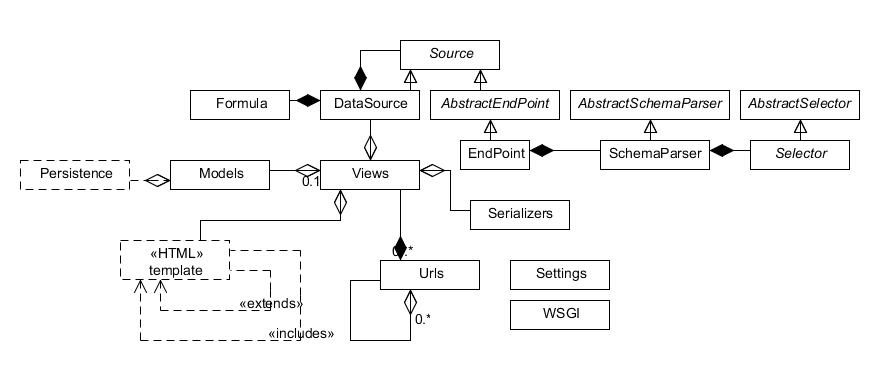 Source
Formula
DataSource
AbstractEndPoint
AbstractSchemaParser
AbstractSelector
EndPoint
SchemaParser
Selector
Persistence
Models
0.1
Views
Serializers
«HTML»
template
0..*
Urls
Settings
«extends»
0.*
WSGI
«includes»